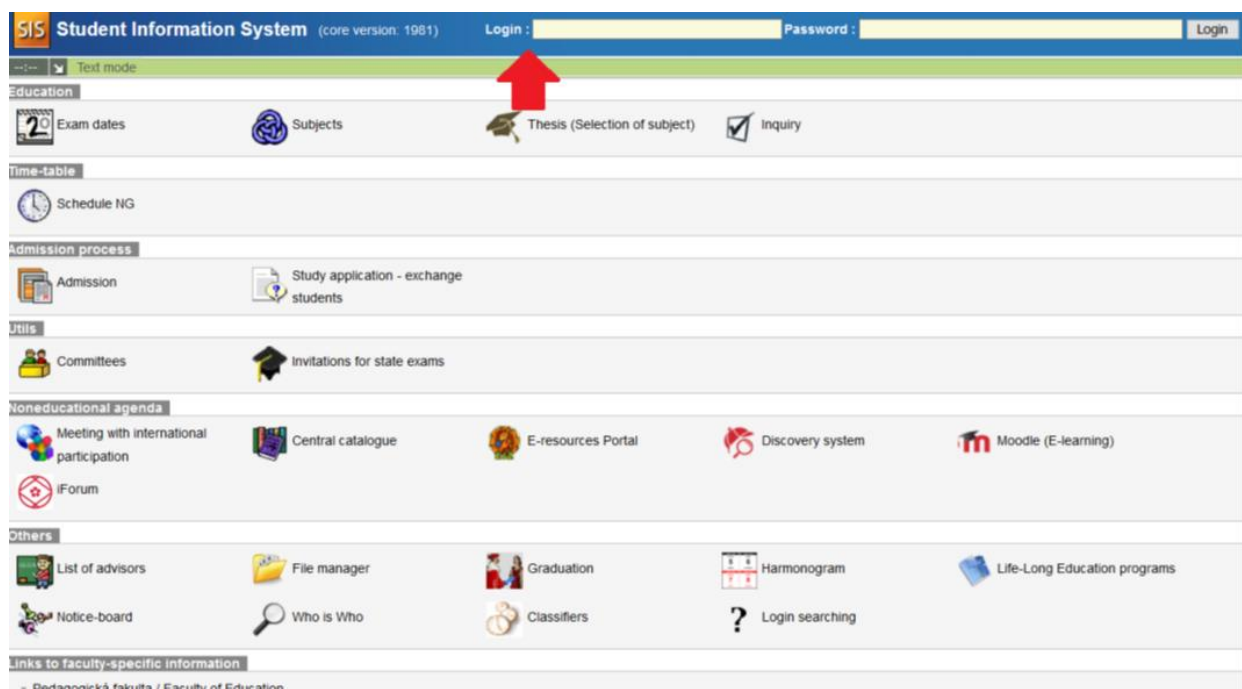 SIS Student Information System (core version: 1981) Login : Password : Login
--:-- Text mode
Education
20 Exam dates Subjects Thesis (Selection of subject) Inquiry
Time-table
Schedule NG
Admission process
Admission Study application - exchange
students
Utils
Committees Invitations for state exams
Noneducational agenda
Meeting with international
participation Central catalogue E-resources Portal Discovery system Moodle (E-learning)
iForum
Others
List of advisors File manager Graduation Harmonogram Life-Long Education programs
Notice-board Who is Who Classifiers ? Login searching
Links to faculty-specific information
- Pedagogická fakulta / Faculty of Education